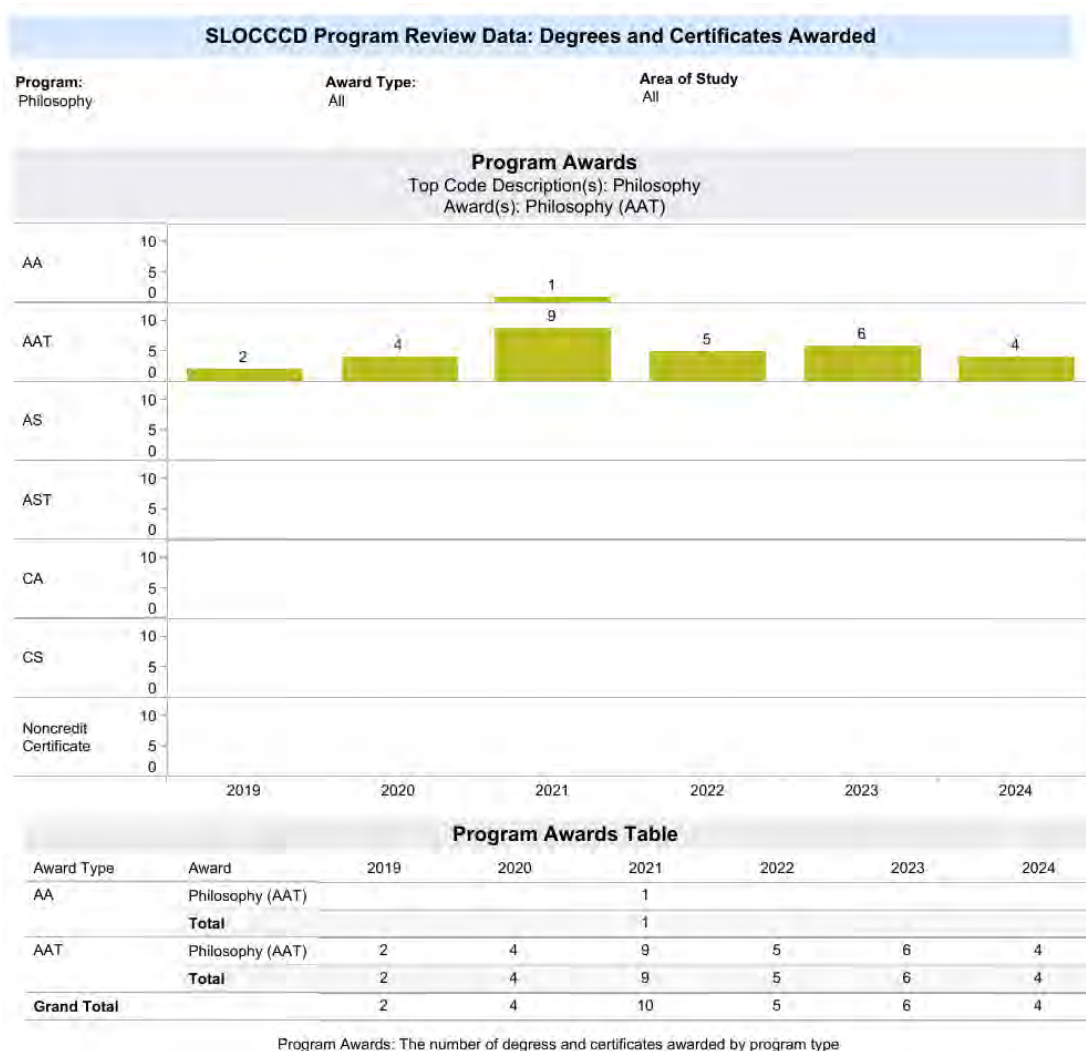 SLOCCCD Program Review Data: Degrees and Certificates Awarded
Program: Award Type: Area of Study
Philosophy All All
Program Awards
Top Code Description(s): Philosophy
Award(s): Philosophy (AAT)
AA 10 5 0 1
AAT 10 5 0 2 4 9 5 6 4
AS 10 5 0
AST 10 5 0
CA 10 5 0
CS 10 5 0
Noncredit Certificate 10 5 0
2019 2020 2021 2022 2023 2024
Program Awards Table
Award Type Award 2019 2020 2021 2022 2023 2024
AA Philosophy (AAT) 1
Total 1
AAT Philosophy (AAT) 2 4 9 5 6 4
Total 2 4 9 5 6 4
Grand Total 2 4 10 5 6 4
Program Awards: The number of degress and certificates awarded by program type